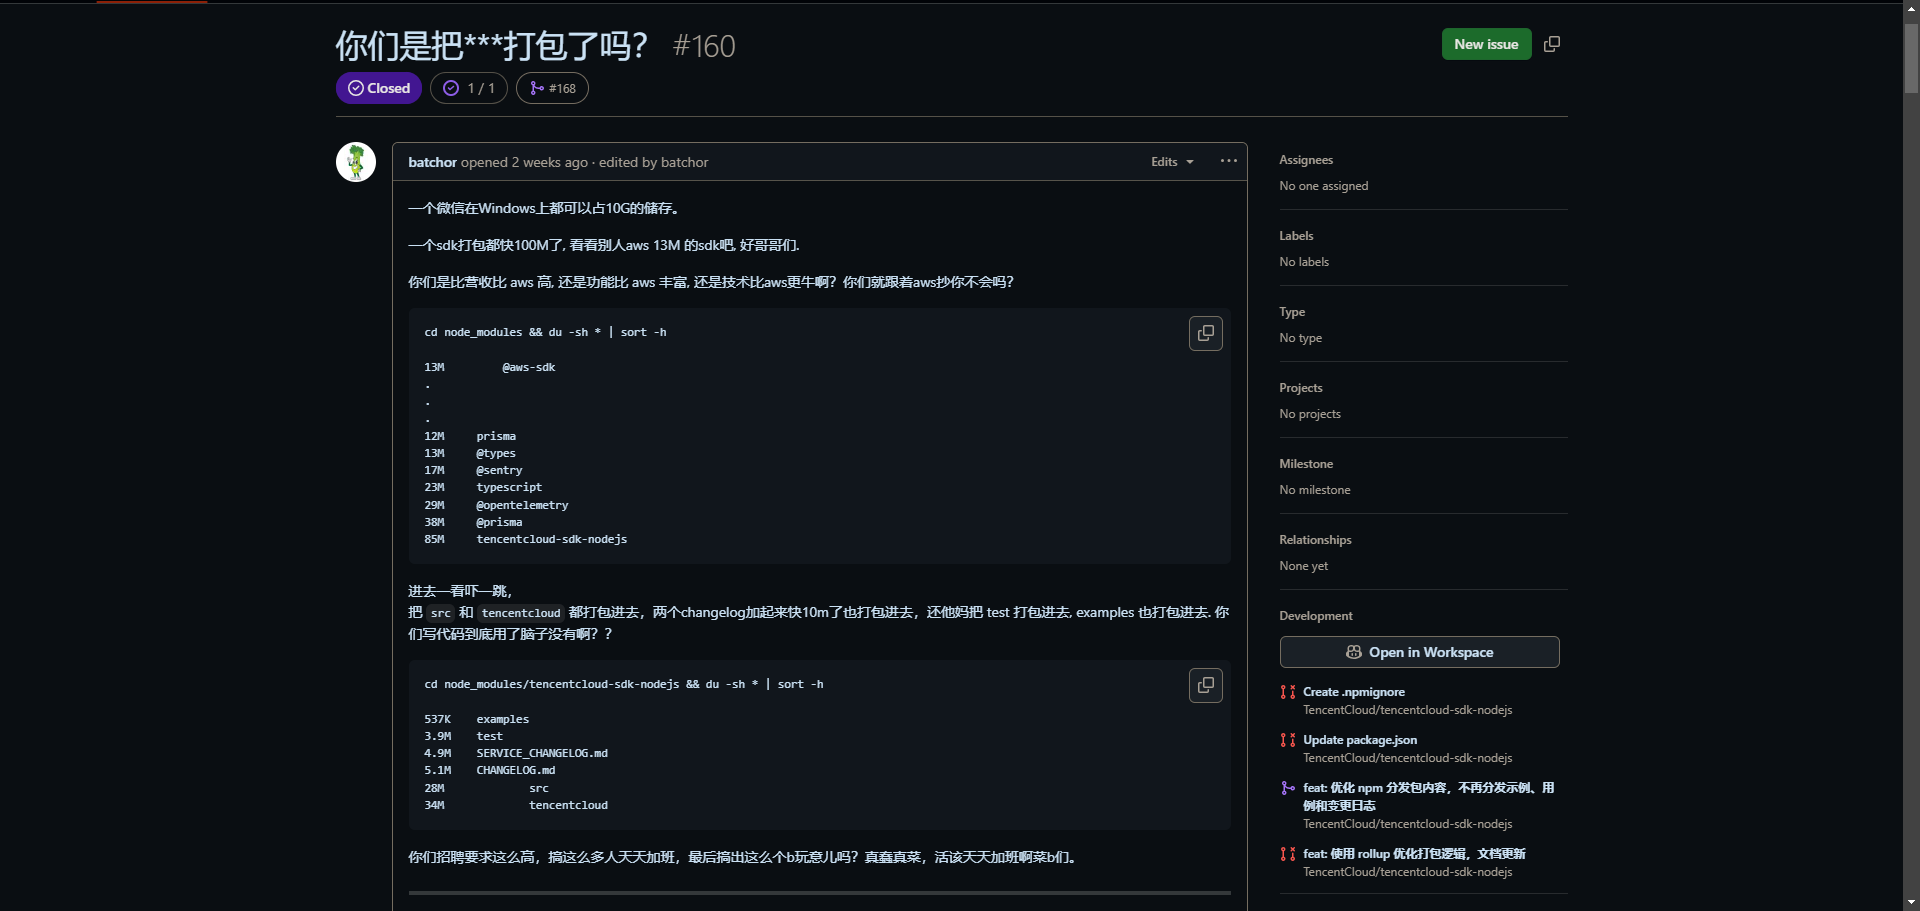 你们是把***打包了吗？ #160
New issue
Closed
1 / 1
#168
batchor opened 2 weeks ago · edited by batchor
Edits
一个微信在Windows上都可以占10G的储存。
一个sdk打包都快100M了, 看看别人aws 13M 的sdk吧, 好哥哥们.
你们是比营收比 aws 高, 还是功能比 aws 丰富, 还是技术比aws更牛啊？你们就跟着aws抄你不会吗？
cd node_modules && du -sh * | sort -h
13M @aws-sdk
.
.
.
12M prisma
13M @types
17M @sentry
23M typescript
29M @opentelemetry
38M @prisma
85M tencentcloud-sdk-nodejs
进去一看吓一跳，
把 src 和 tencentcloud 都打包进去，两个changelog加起来快10m了也打包进去，还他妈把 test 打包进去, examples 也打包进去. 你
们写代码到底用了脑子没有啊？？
cd node_modules/tencentcloud-sdk-nodejs && du -sh * | sort -h
537K examples
3.9M test
4.9M SERVICE_CHANGELOG.md
5.1M CHANGELOG.md
28M src
34M tencentcloud
你们招聘要求这么高，搞这么多人天天加班，最后搞出这么个b玩意儿吗？真蠢真菜，活该天天加班啊菜b们。
Assignees
No one assigned
Labels
No labels
Type
No type
Projects
No projects
Milestone
No milestone
Relationships
None yet
Development
Open in Workspace
Create .npmignore
TencentCloud/tencentcloud-sdk-nodejs
Update package.json
TencentCloud/tencentcloud-sdk-nodejs
feat: 优化 npm 分发包内容，不再分发示例、用
例和变更日志
TencentCloud/tencentcloud-sdk-nodejs
feat: 使用 rollup 优化打包逻辑，文档更新
TencentCloud/tencentcloud-sdk-nodejs